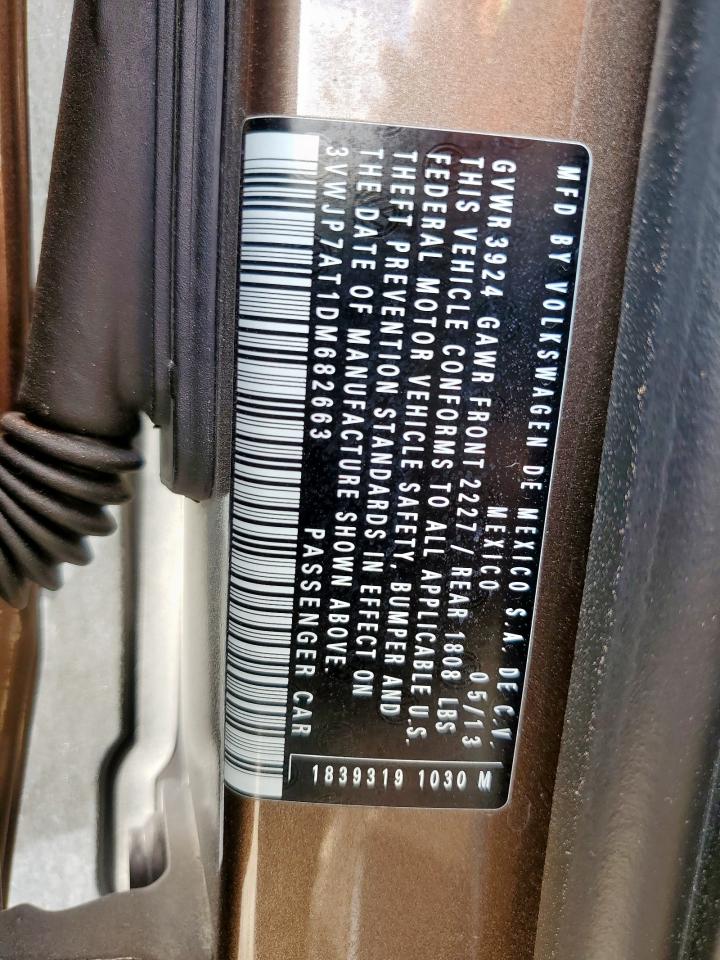 MFD BY VOLKSWAGEN DE MEXICO S.A. DE C.V.
MEXICO 05/13
GVWR 3924 GAWR FRONT 2227 / REAR 1808 LBS
THIS VEHICLE CONFORMS TO ALL APPLICABLE U.S.
FEDERAL MOTOR VEHICLE SAFETY, BUMPER AND
THEFT PREVENTION STANDARDS IN EFFECT ON
THE DATE OF MANUFACTURE SHOWN ABOVE.
3VWJP7AT1DM682663 PASSENGER CAR
1839319 1030 M